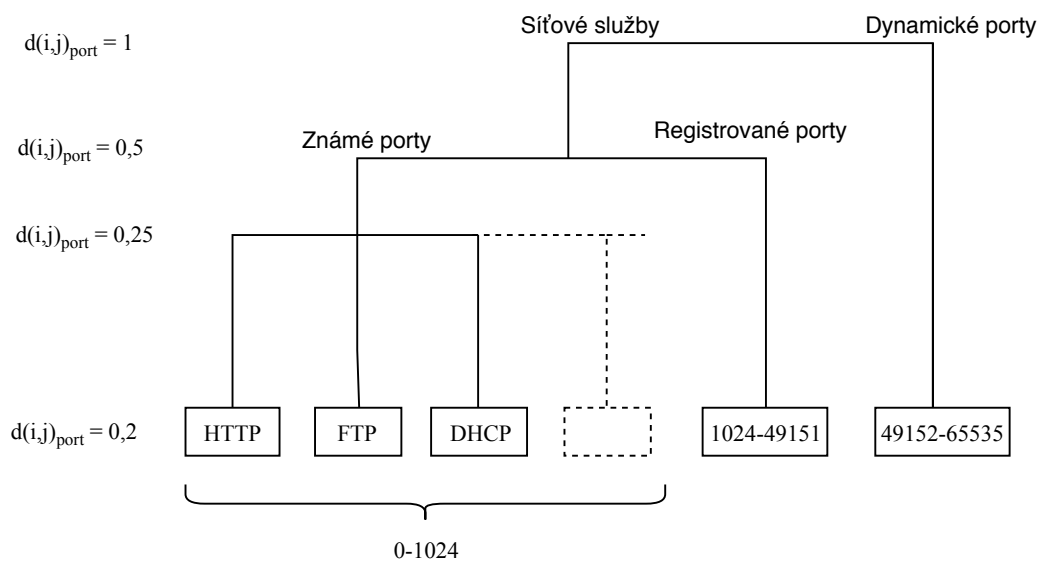 Síťové služby Dynamické porty
d(i,j)port = 1
Známé porty Registrované porty
d(i,j)port = 0,5
d(i,j)port = 0,25
d(i,j)port = 0,2 HTTP FTP DHCP 1024-49151 49152-65535
0-1024